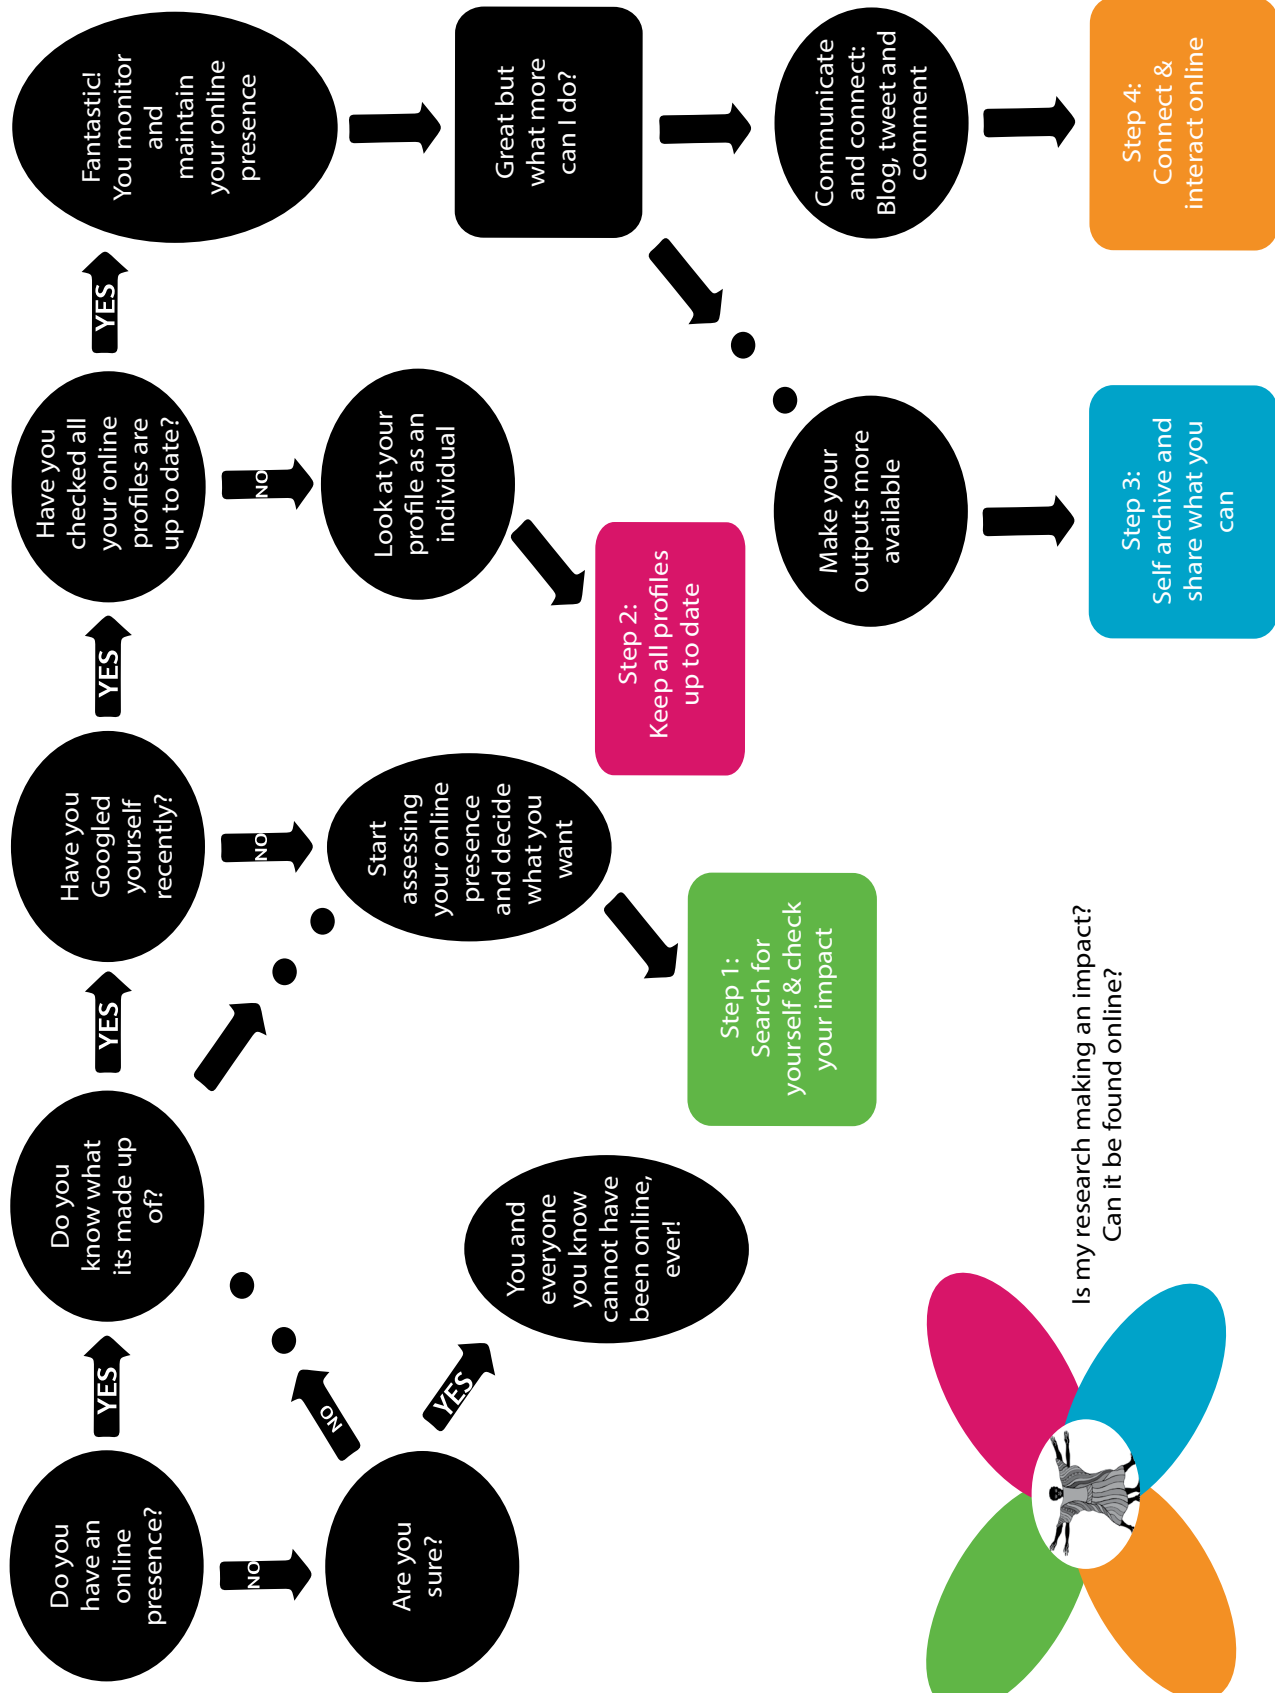 Do you
have an
online
presence?
YES
Do you
know what
its made up
of?
YES
Have you
Googled
yourself
recently?
YES
Have you
checked all
your online
profiles are
up to date?
YES
Fantastic!
You monitor
and
maintain
your online
presence
NO
Are you
sure?
NO
YES
You and
everyone
you know
cannot have
been online,
ever!
NO
Start
assessing
your online
presence
and decide
what you
want
NO
Look at your
profile as an
individual
Great but
what more
can I do?
Step 1:
Search for
yourself & check
your impact
Step 2:
Keep all profiles
up to date
Make your
outputs more
available
Communicate
and connect:
Blog, tweet and
comment
Step 3:
Self archive and
share what you
can
Step 4:
Connect &
interact online
Is my research making an impact?
Can it be found online?